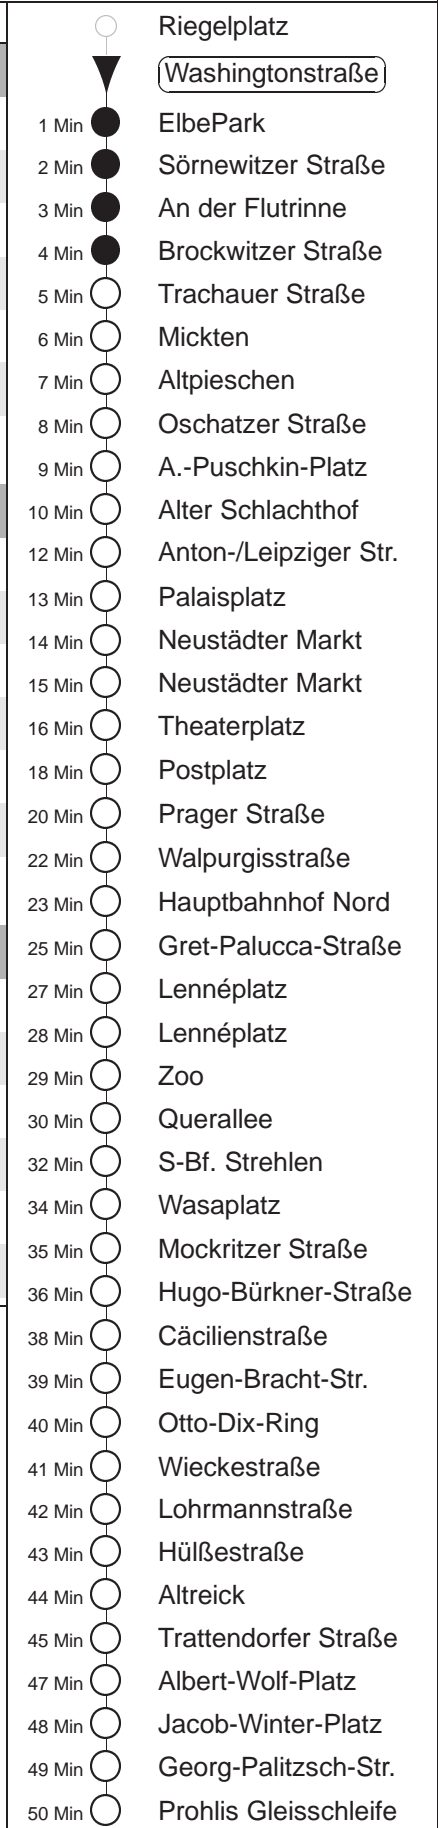 Riegelplatz
Washingtonstraße
1 Min ElbePark
2 Min Sörnewitzer Straße
3 Min An der Flutrinne
4 Min Brockwitzer Straße
5 Min Trachauer Straße
6 Min Mickten
7 Min Altpieschen
8 Min Oschatzer Straße
9 Min A.-Puschkin-Platz
10 Min Alter Schlachthof
12 Min Anton-/Leipziger Str.
13 Min Palaisplatz
14 Min Neustädter Markt
15 Min Neustädter Markt
16 Min Theaterplatz
18 Min Postplatz
20 Min Prager Straße
22 Min Walpurgisstraße
23 Min Hauptbahnhof Nord
25 Min Gret-Palucca-Straße
27 Min Lennéplatz
28 Min Lennéplatz
29 Min Zoo
30 Min Querallee
32 Min S-Bf. Strehlen
34 Min Wasaplatz
35 Min Mockritzer Straße
36 Min Hugo-Bürkner-Straße
38 Min Cäcilienstraße
39 Min Eugen-Bracht-Str.
40 Min Otto-Dix-Ring
41 Min Wieckestraße
42 Min Lohrmannstraße
43 Min Hülßestraße
44 Min Altreick
45 Min Trattendorfer Straße
47 Min Albert-Wolf-Platz
48 Min Jacob-Winter-Platz
49 Min Georg-Palitzsch-Str.
50 Min Prohlis Gleisschleife